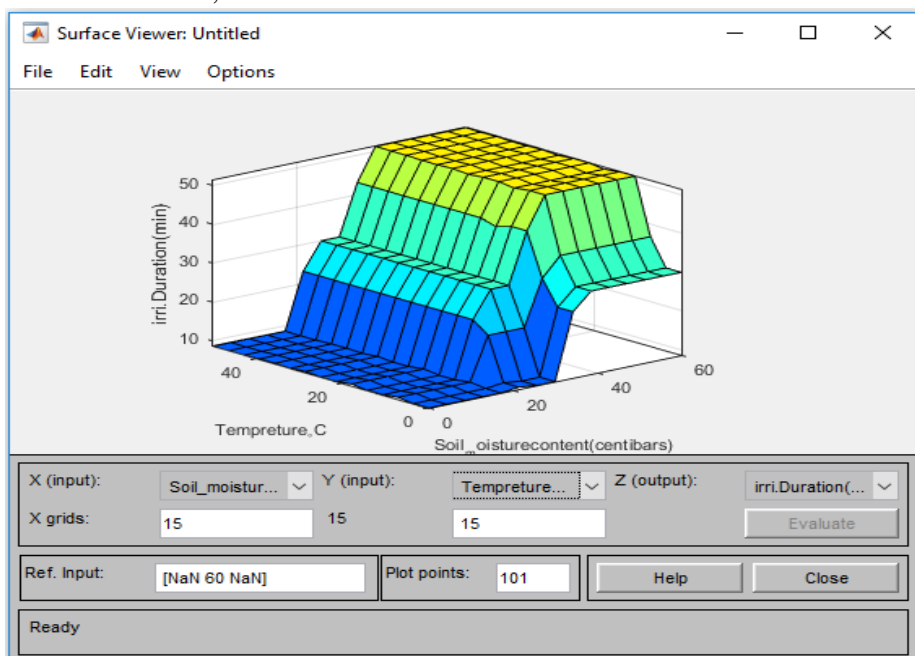 Surface Viewer: Untitled
File Edit View Options
50
40
30
20
10
irri.Duration(min)
40
20
0
Tempreture,C
0
20
40
60
Soil_moisturecontent(centibars)
X (input): Soil_moistur... Y (input): Tempreture... Z (output): irri.Duration(...
X grids: 15 15 15 Evaluate
Ref. Input: [NaN 60 NaN] Plot points: 101 Help Close
Ready